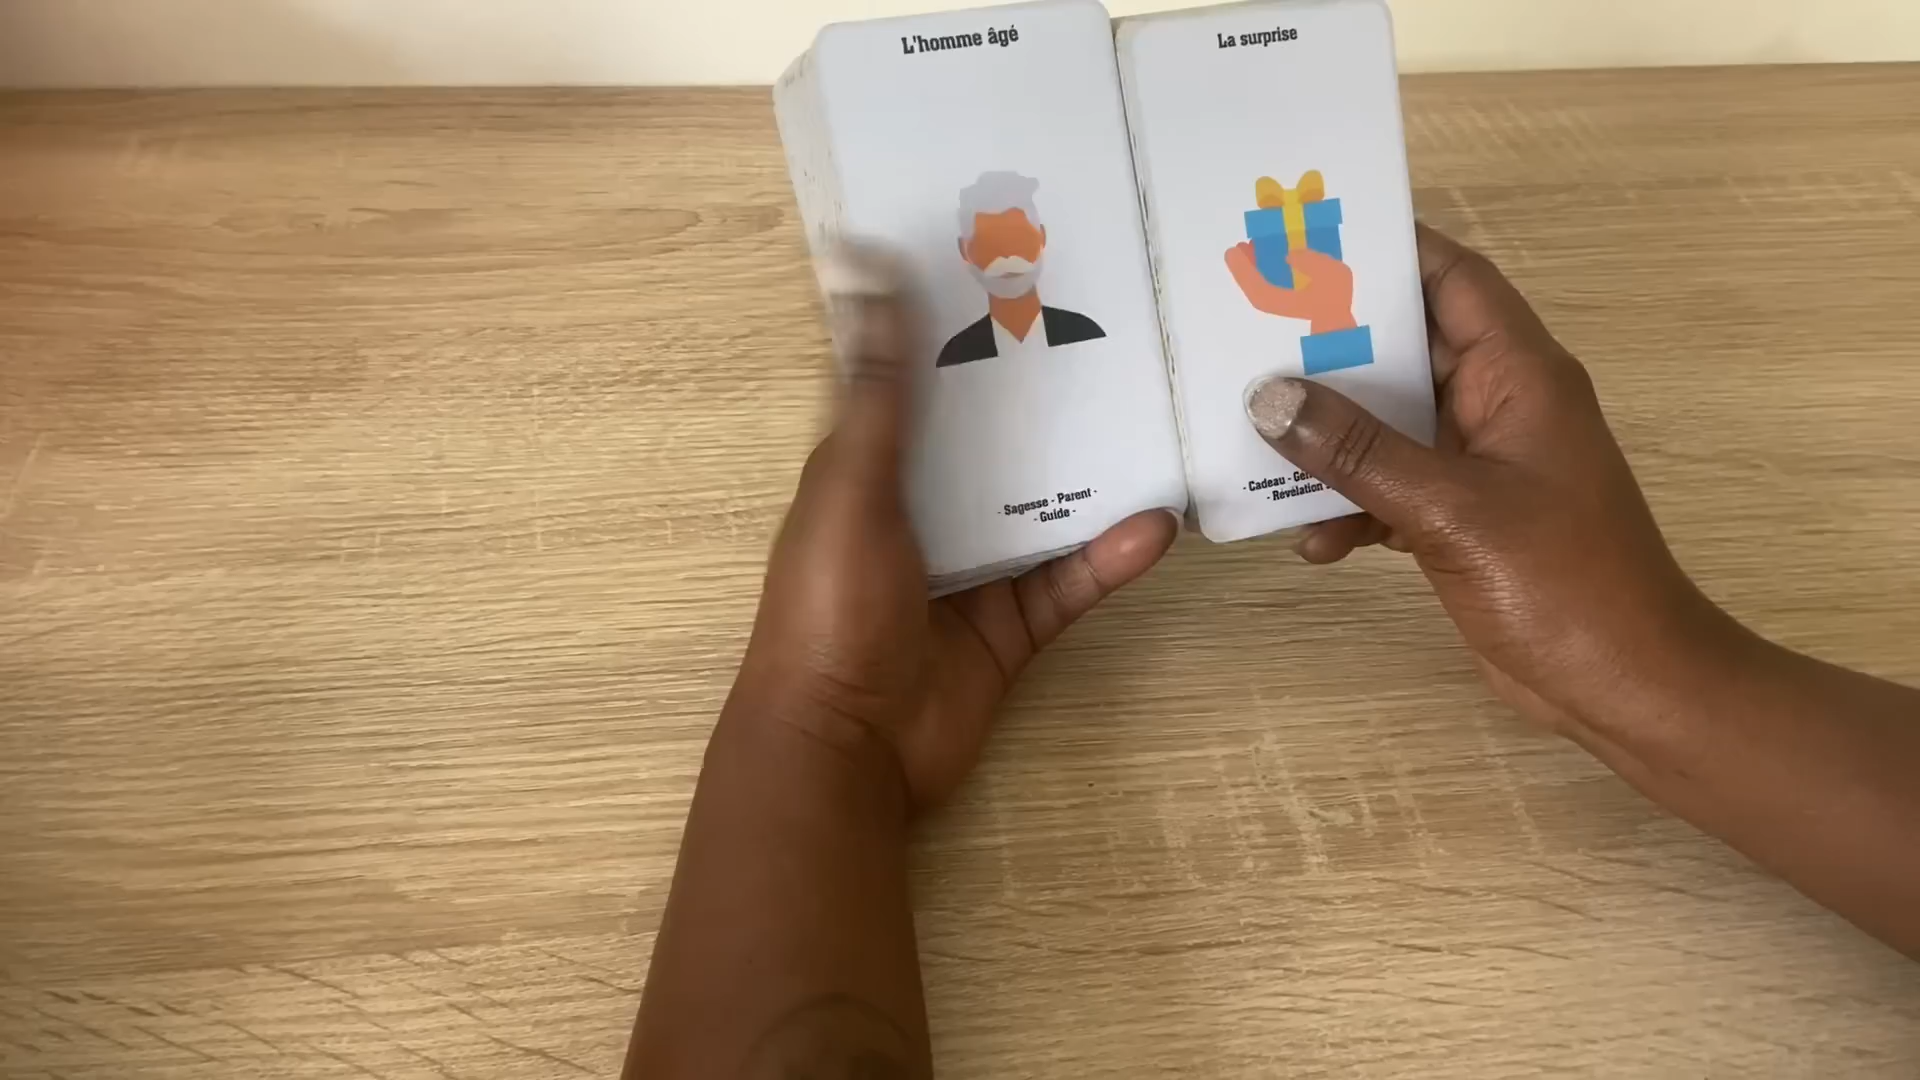 L'homme âgé
La surprise
- Sagesse - Parent -
- Guide -
- Cadeau -
- Révélation